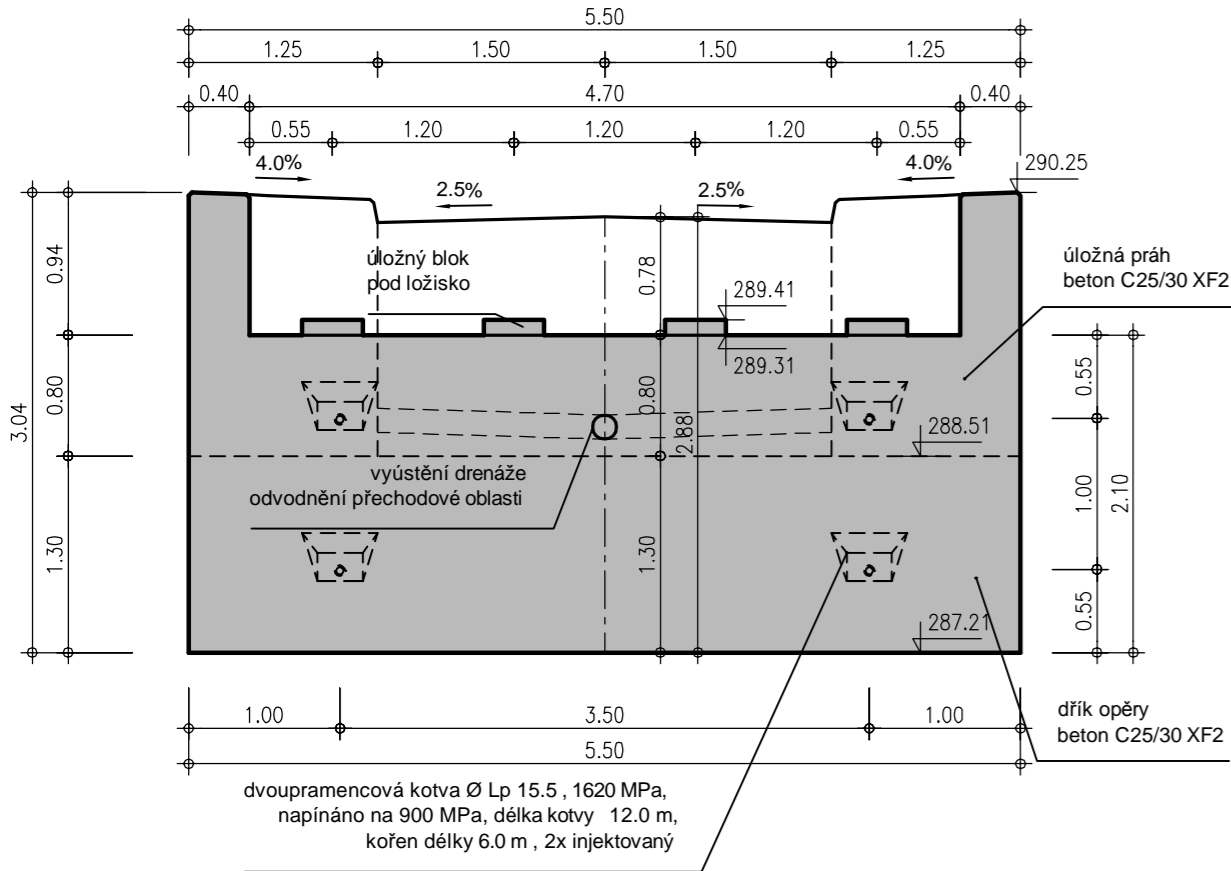 5.50
1.25 1.50 1.50 1.25
0.40 4.70 0.40
0.55 1.20 1.20 1.20 0.55
4.0% 4.0%
290.25
2.5% 2.5%
úložný blok
pod ložisko
0.94
0.78
289.41
289.31
úložná práh
beton C25/30 XF2
3.04
0.80
0.80
2.88
288.51
0.55
1.00
2.10
vyústění drenáže
odvodnění přechodové oblasti
1.30
1.30
0.55
287.21
1.00 3.50 1.00
5.50
dřík opěry
beton C25/30 XF2
dvoupramencová kotva Ø Lp 15.5 , 1620 MPa,
napínáno na 900 MPa, délka kotvy 12.0 m,
kořen délky 6.0 m , 2x injektovaný